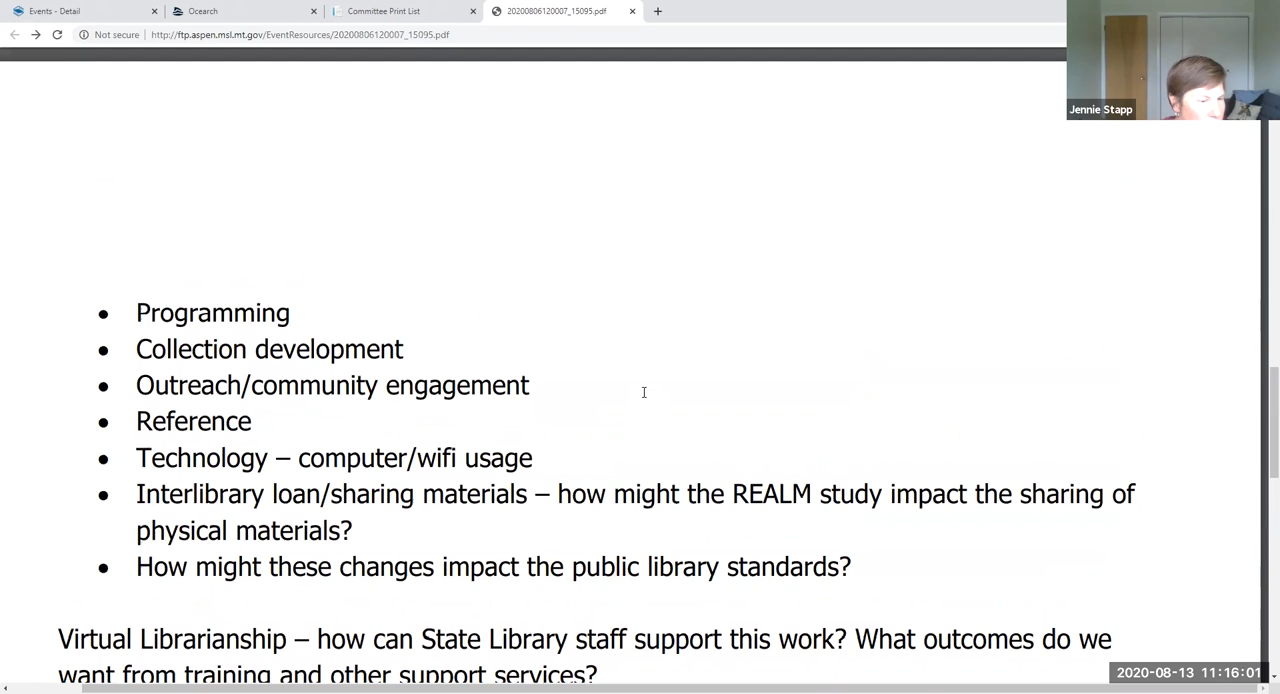 Events - Detail
Ocearch
Committee Print List
20200806120007_15095.pdf
Not secure
http://ftp.aspen.msl.mt.gov/EventResources/20200806120007_15095.pdf
Jennie Stapp
• Programming
• Collection development
• Outreach/community engagement
• Reference
• Technology – computer/wifi usage
• Interlibrary loan/sharing materials – how might the REALM study impact the sharing of
physical materials?
• How might these changes impact the public library standards?
Virtual Librarianship – how can State Library staff support this work? What outcomes do we
want from training and other support services?
2020-08-13 11:16:01